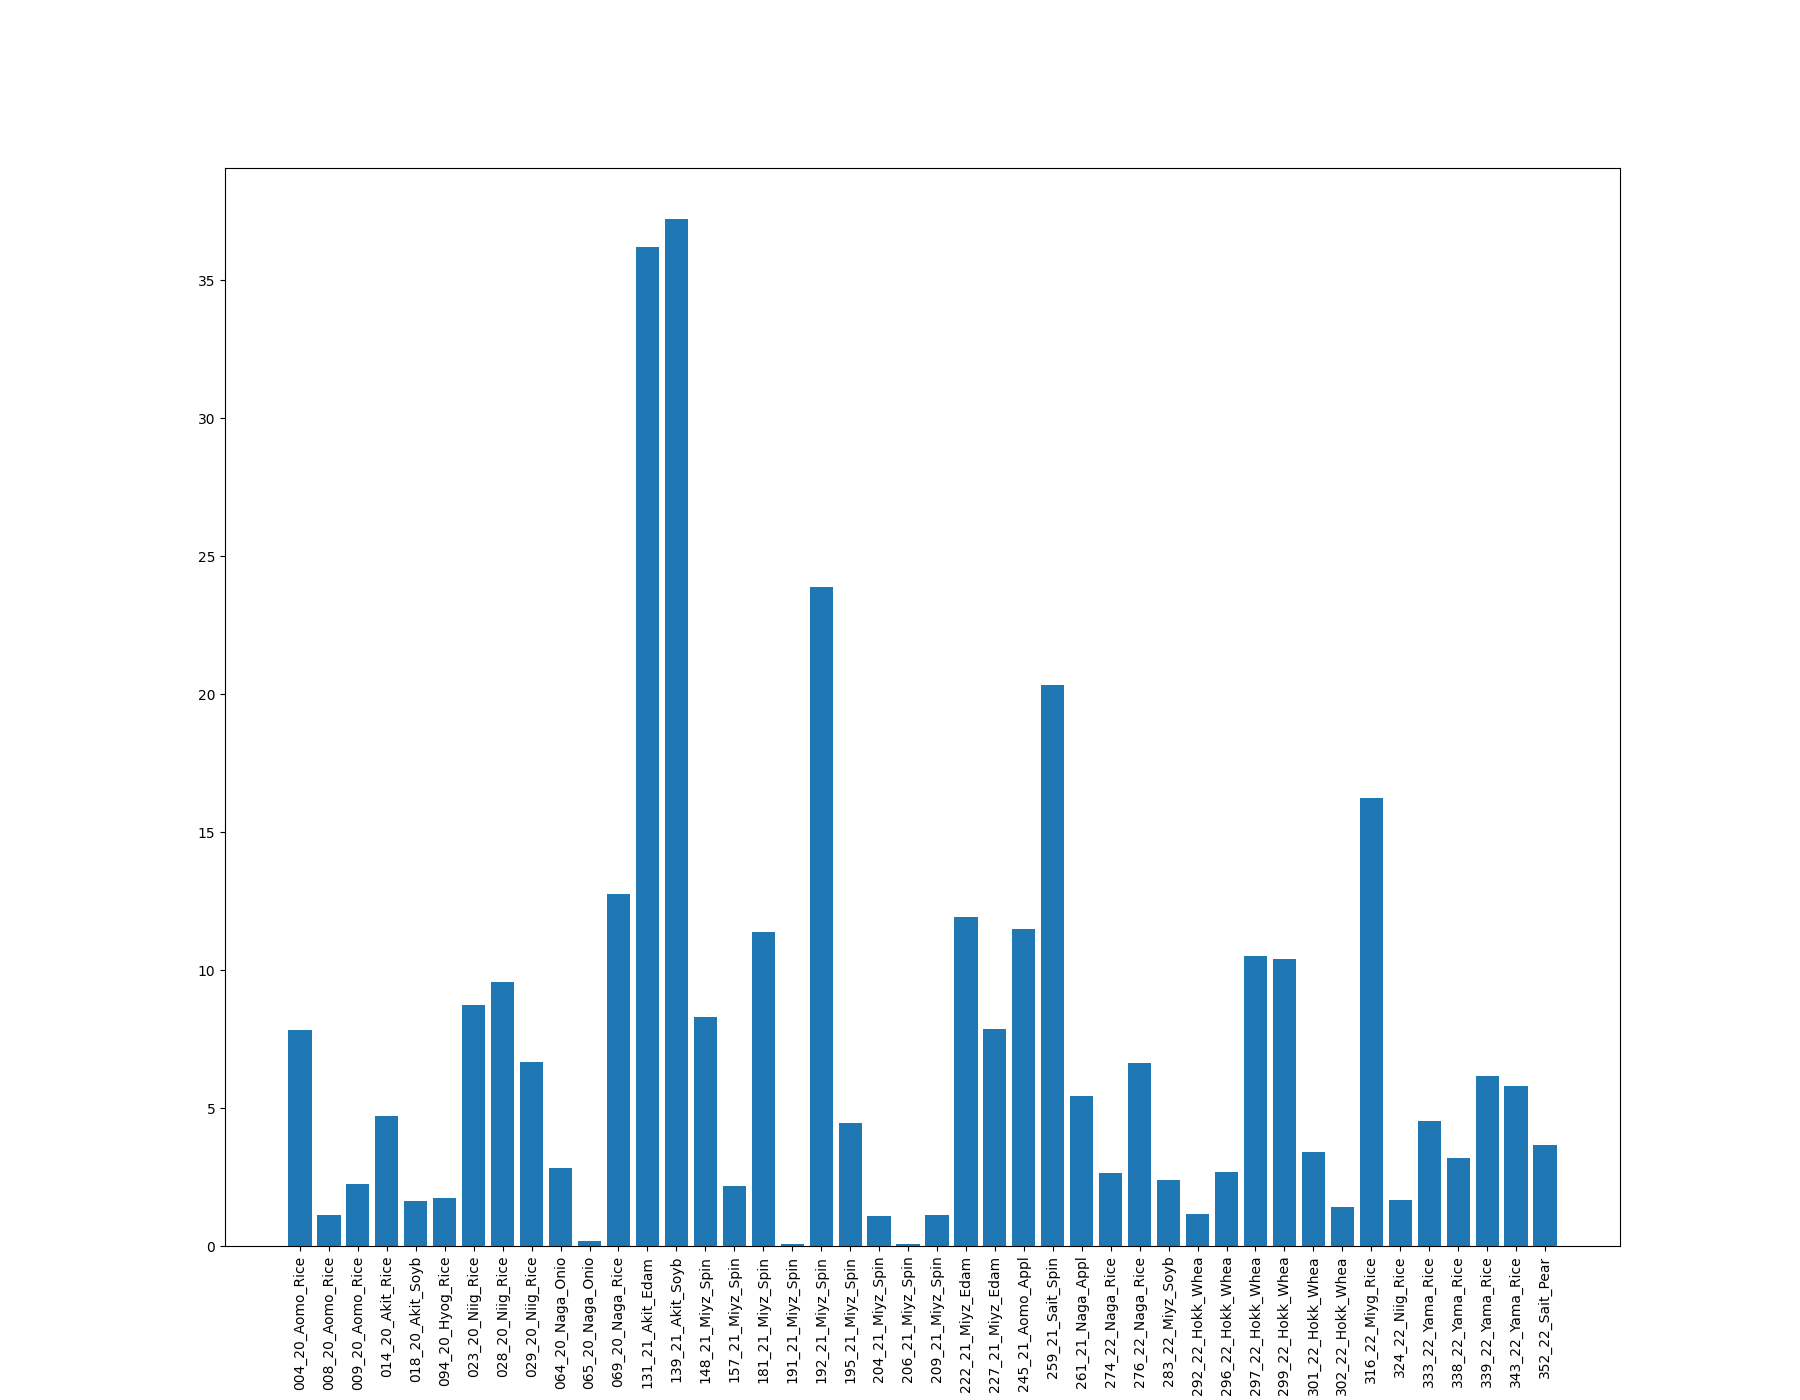 35
30
25
20
15
10
5
0
004_20_Aomo_Rice
008_20_Aomo_Rice
009_20_Aomo_Rice
014_20_Akit_Rice
018_20_Akit_Soyb
094_20_Hyog_Rice
023_20_Niig_Rice
028_20_Niig_Rice
029_20_Niig_Rice
064_20_Naga_Onio
065_20_Naga_Onio
069_20_Naga_Rice
131_21_Akit_Edam
139_21_Akit_Soyb
148_21_Miyz_Spin
157_21_Miyz_Spin
181_21_Miyz_Spin
191_21_Miyz_Spin
192_21_Miyz_Spin
195_21_Miyz_Spin
204_21_Miyz_Spin
206_21_Miyz_Spin
209_21_Miyz_Spin
222_21_Miyz_Edam
227_21_Miyz_Edam
245_21_Aomo_Appl
259_21_Sait_Spin
261_21_Naga_Appl
274_22_Naga_Rice
276_22_Naga_Rice
283_22_Miyz_Soyb
292_22_Hokk_Whea
296_22_Hokk_Whea
297_22_Hokk_Whea
299_22_Hokk_Whea
301_22_Hokk_Whea
302_22_Hokk_Whea
316_22_Miyg_Rice
324_22_Niig_Rice
333_22_Yama_Rice
338_22_Yama_Rice
339_22_Yama_Rice
343_22_Yama_Rice
352_22_Sait_Pear